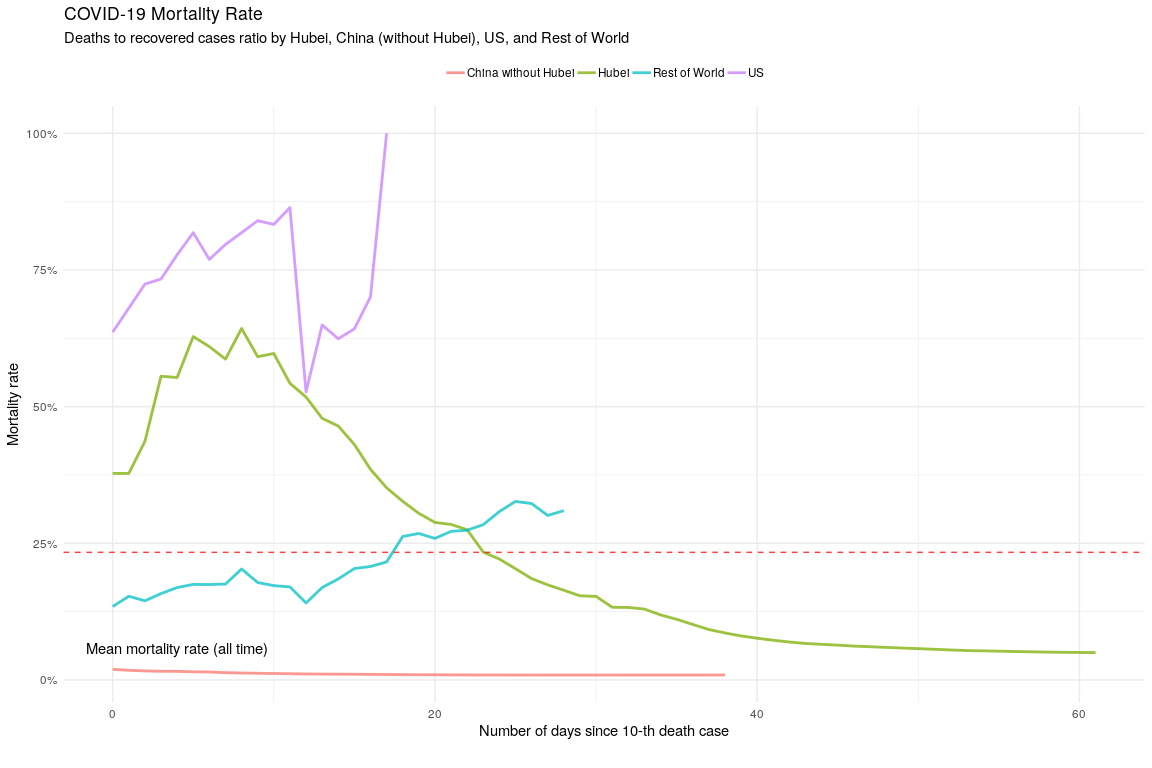 COVID-19 Mortality Rate
Deaths to recovered cases ratio by Hubei, China (without Hubei), US, and Rest of World
China without Hubei Hubei Rest of World US
100%
75%
50%
25%
0%
Mortality rate
Mean mortality rate (all time)
0 20 40 60
Number of days since 10-th death case